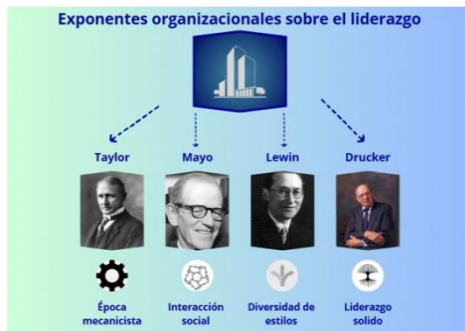 Exponentes organizacionales sobre el liderazgo
Taylor
Mayo
Lewin
Drucker
Época
mecanicista
Interacción
social
Diversidad de
estilos
Liderazgo
solido